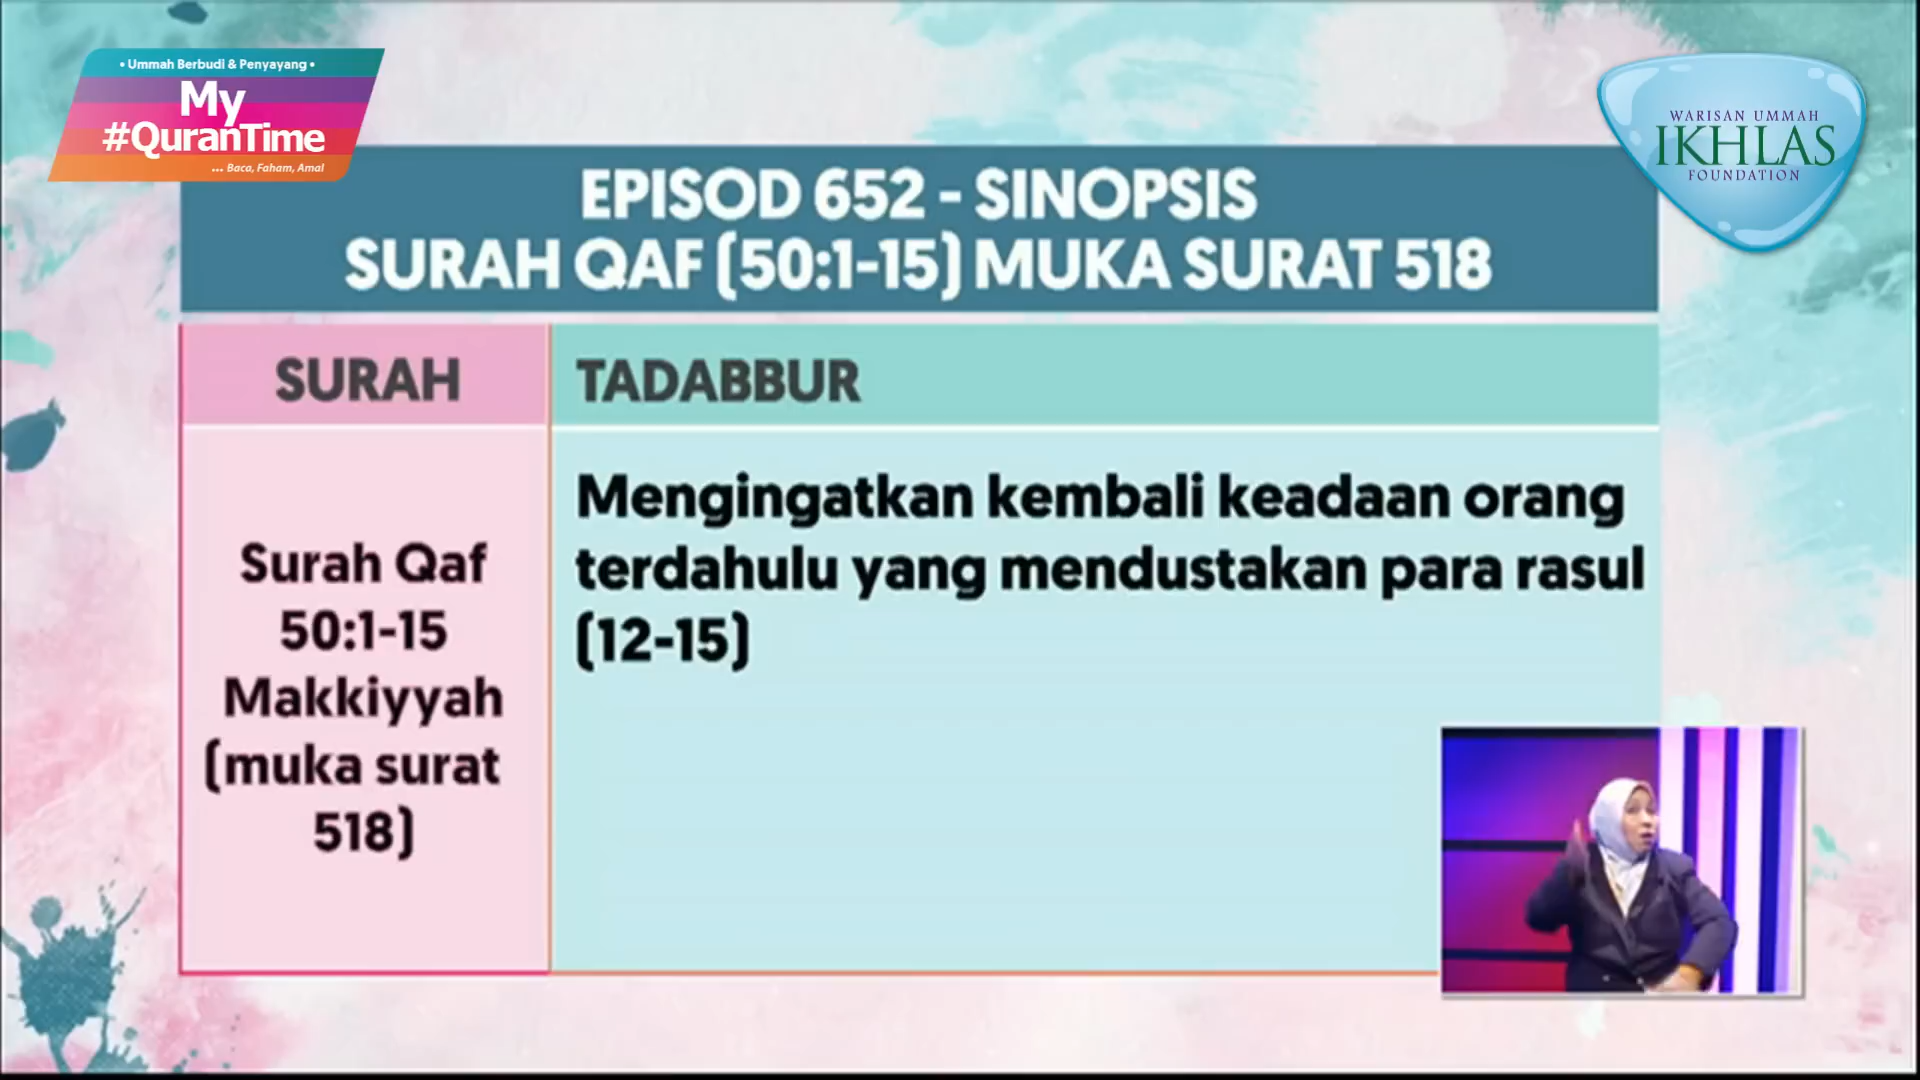 • Ummah Berbudi & Penyayang •
My
#QuranTime
... Baca, Faham, Amal
WARISAN UMMAH
IKHLAS
FOUNDATION
EPISOD 652 - SINOPSIS
SURAH QAF (50:1-15) MUKA SURAT 518
SURAH
TADABBUR
Surah Qaf
50:1-15
Makkiyyah
(muka surat
518)
Mengingatkan kembali keadaan orang
terdahulu yang mendustakan para rasul
(12-15)